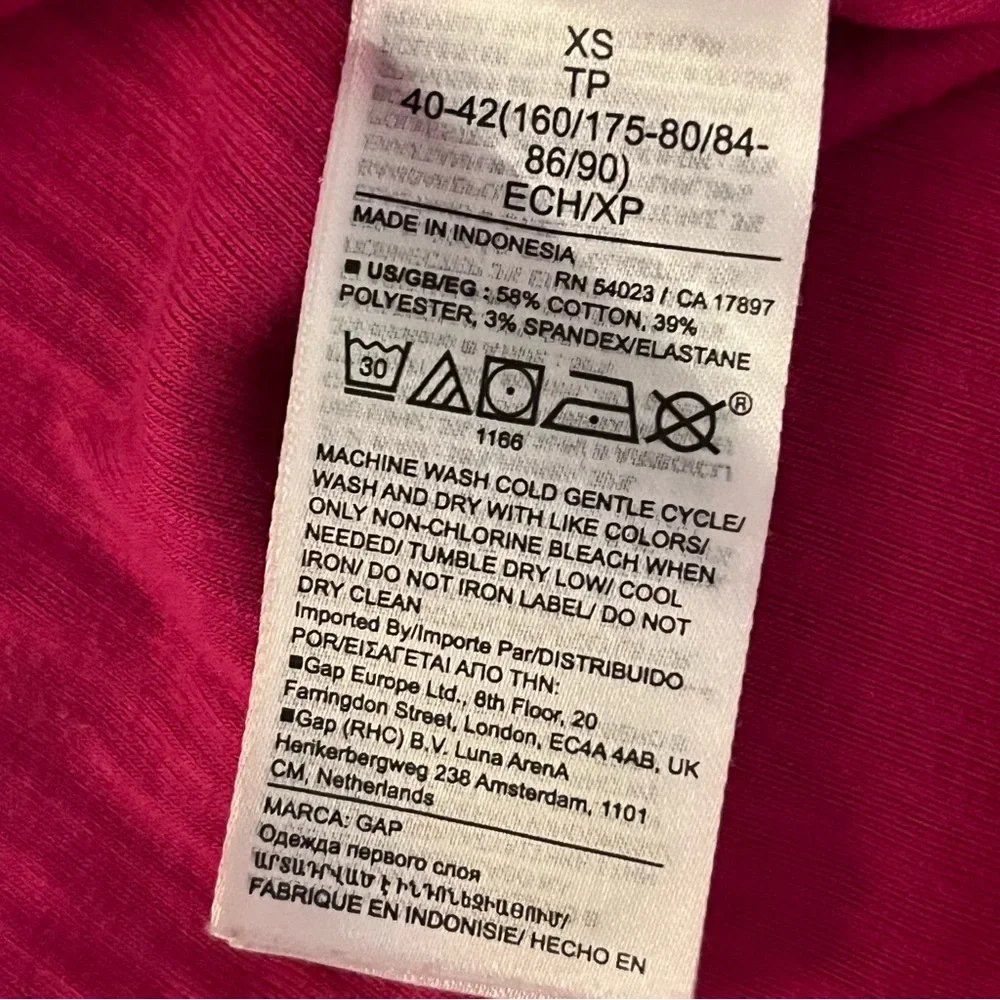 XS
TP
40-42(160/175-80/84-
86/90)
ECH/XP
MADE IN INDONESIA
RN 54023 / CA 17897
■ US/GB/EG : 58% COTTON, 39%
POLYESTER, 3% SPANDEX/ELASTANE
30
®
1166
MACHINE WASH COLD GENTLE CYCLE/
WASH AND DRY WITH LIKE COLORS/
ONLY NON-CHLORINE BLEACH WHEN
NEEDED/ TUMBLE DRY LOW/ COOL
IRON/ DO NOT IRON LABEL/ DO NOT
DRY CLEAN
Imported By/Importe Par/DISTRIBUIDO
POR/ΕΙΣΑΓΕΤΑΙ ΑΠΟ ΤΗΝ:
■Gap Europe Ltd., 6th Floor, 20
Farringdon Street, London, EC4A 4AB, UK
■Gap (RHC) B.V. Luna ArenA
Herikerbergweg 238 Amsterdam, 1101
CM, Netherlands
MARCA: GAP
Одежда первого слоя
ԱՐՏԱԴՐՎԱԾ Է ԻՆԴՈՆԵԶԻԱՅՈՒՄ/
FABRIQUE EN INDONISIE/ HECHO EN